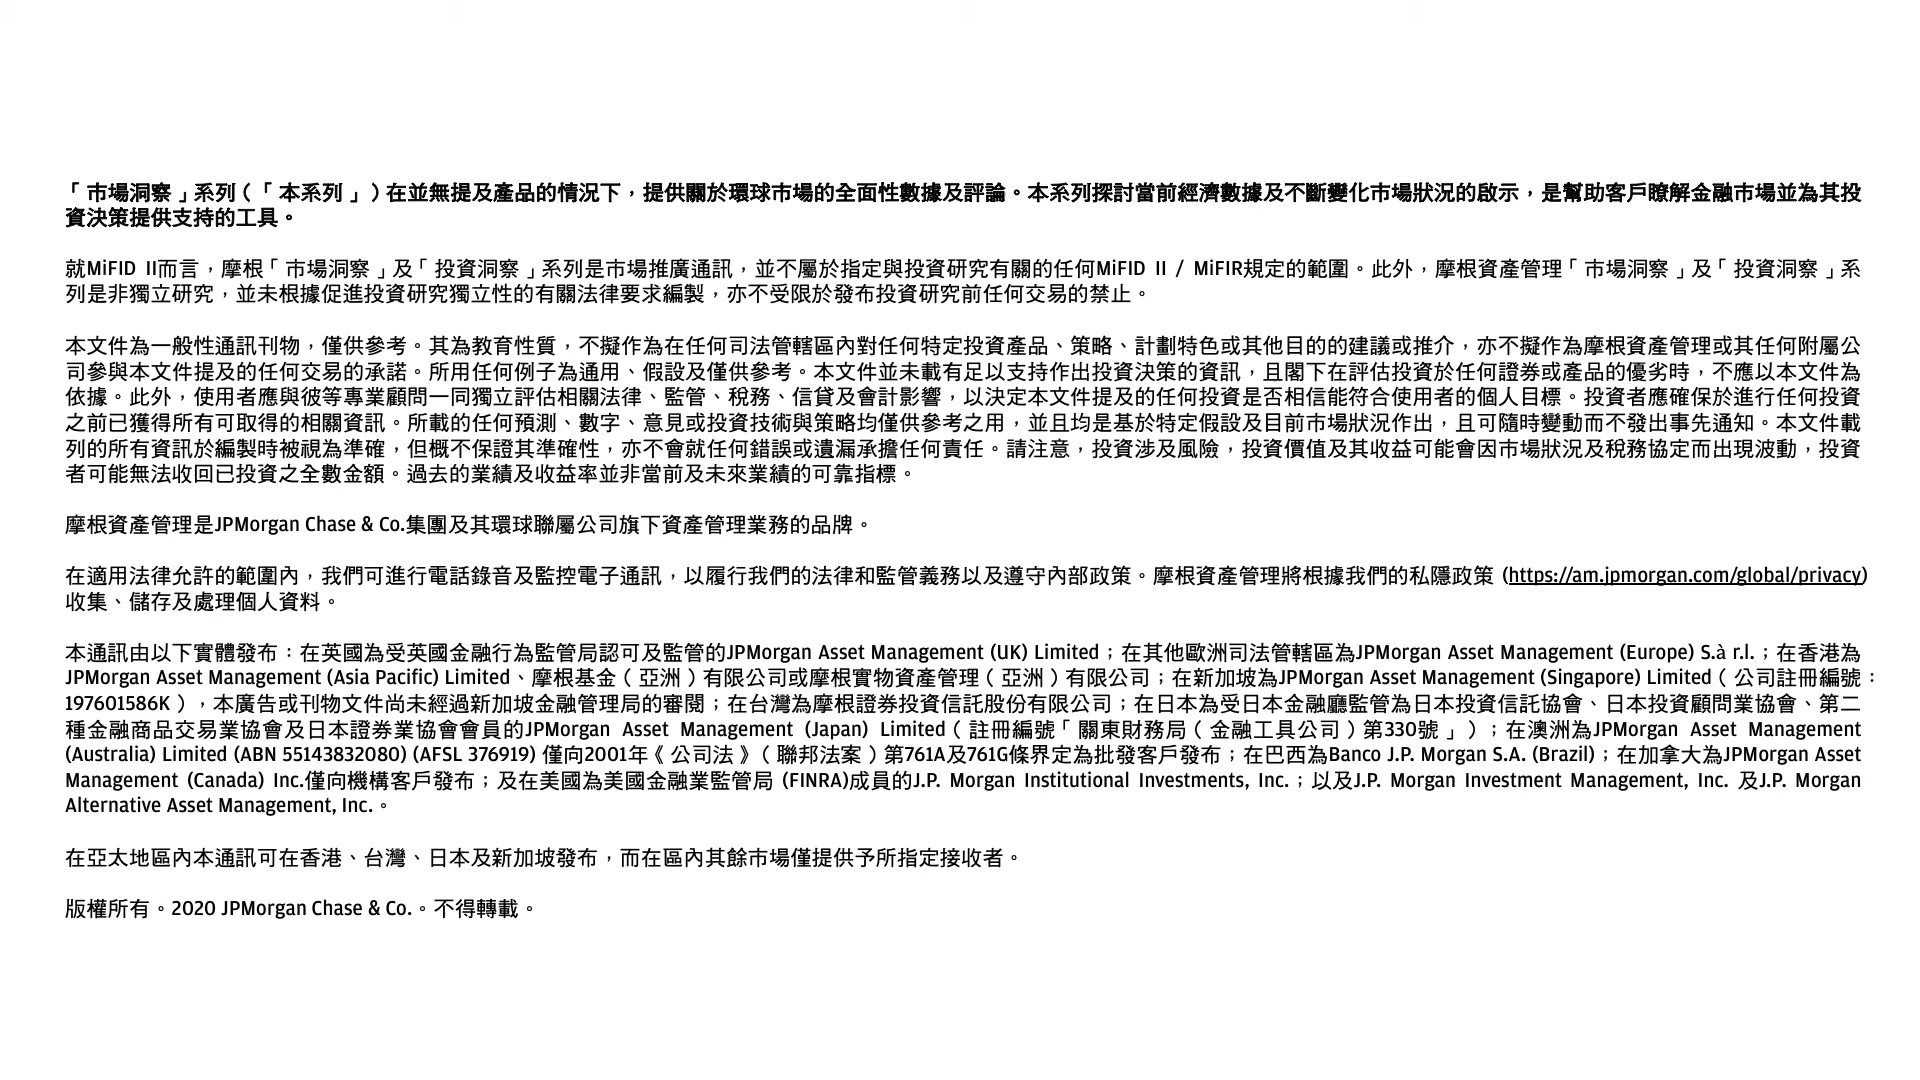 「 市場洞察 」系列（「 本系列 」）在並無提及產品的情況下，提供關於環球市場的全面性數據及評論。本系列探討當前經濟數據及不斷變化市場狀況的啟示，是幫助客戶瞭解金融市場並為其投
資決策提供支持的工具。
就MiFID II而言，摩根「 市場洞察 」及「 投資洞察 」系列是市場推廣通訊，並不屬於指定與投資研究有關的任何MiFID II / MiFIR規定的範圍。此外，摩根資產管理「 市場洞察 」及「 投資洞察 」系
列是非獨立研究，並未根據促進投資研究獨立性的有關法律要求編製，亦不受限於發布投資研究前任何交易的禁止。
本文件為一般性通訊刊物，僅供參考。其為教育性質，不擬作為在任何司法管轄區內對任何特定投資產品、策略、計劃特色或其他目的的建議或推介，亦不擬作為摩根資產管理或其任何附屬公
司參與本文件提及的任何交易的承諾。所用任何例子為通用、假設及僅供參考。本文件並未載有足以支持作出投資決策的資訊，且閣下在評估投資於任何證券或產品的優劣時，不應以本文件為
依據。此外，使用者應與彼等專業顧問一同獨立評估相關法律、監管、稅務、信貸及會計影響，以決定本文件提及的任何投資是否相信能符合使用者的個人目標。投資者應確保於進行任何投資
之前已獲得所有可取得的相關資訊。所載的任何預測、數字、意見或投資技術與策略均僅供參考之用，並且均是基於特定假設及目前市場狀況作出，且可隨時變動而不發出事先通知。本文件載
列的所有資訊於編製時被視為準確，但概不保證其準確性，亦不會就任何錯誤或遺漏承擔任何責任。請注意，投資涉及風險，投資價值及其收益可能會因市場狀況及稅務協定而出現波動，投資
者可能無法收回已投資之全數金額。過去的業績及收益率並非當前及未來業績的可靠指標。
摩根資產管理是JPMorgan Chase & Co.集團及其環球聯屬公司旗下資產管理業務的品牌。
在適用法律允許的範圍內，我們可進行電話錄音及監控電子通訊，以履行我們的法律和監管義務以及遵守內部政策。摩根資產管理將根據我們的私隱政策 (https://am.jpmorgan.com/global/privacy)
收集、儲存及處理個人資料。
本通訊由以下實體發布：在英國為受英國金融行為監管局認可及監管的JPMorgan Asset Management (UK) Limited；在其他歐洲司法管轄區為JPMorgan Asset Management (Europe) S.à r.l.；在香港為
JPMorgan Asset Management (Asia Pacific) Limited、摩根基金（ 亞洲 ）有限公司或摩根實物資產管理（ 亞洲 ）有限公司；在新加坡為JPMorgan Asset Management (Singapore) Limited（ 公司註冊編號：
197601586K ），本廣告或刊物文件尚未經過新加坡金融管理局的審閱；在台灣為摩根證券投資信託股份有限公司；在日本為受日本金融廳監管為日本投資信託協會、日本投資顧問業協會、第二
種金融商品交易業協會及日本證券業協會會員的JPMorgan Asset Management (Japan) Limited（ 註冊編號「 關東財務局（ 金融工具公司 ）第330號 」）；在澳洲為JPMorgan Asset Management
(Australia) Limited (ABN 55143832080) (AFSL 376919) 僅向2001年《 公司法 》（ 聯邦法案 ）第761A及761G條界定為批發客戶發布；在巴西為Banco J.P. Morgan S.A. (Brazil)；在加拿大為JPMorgan Asset
Management (Canada) Inc.僅向機構客戶發布；及在美國為美國金融業監管局 (FINRA)成員的J.P. Morgan Institutional Investments, Inc.；以及J.P. Morgan Investment Management, Inc. 及J.P. Morgan
Alternative Asset Management, Inc.。
在亞太地區內本通訊可在香港、台灣、日本及新加坡發布，而在區內其餘市場僅提供予所指定接收者。
版權所有。2020 JPMorgan Chase & Co.。不得轉載。